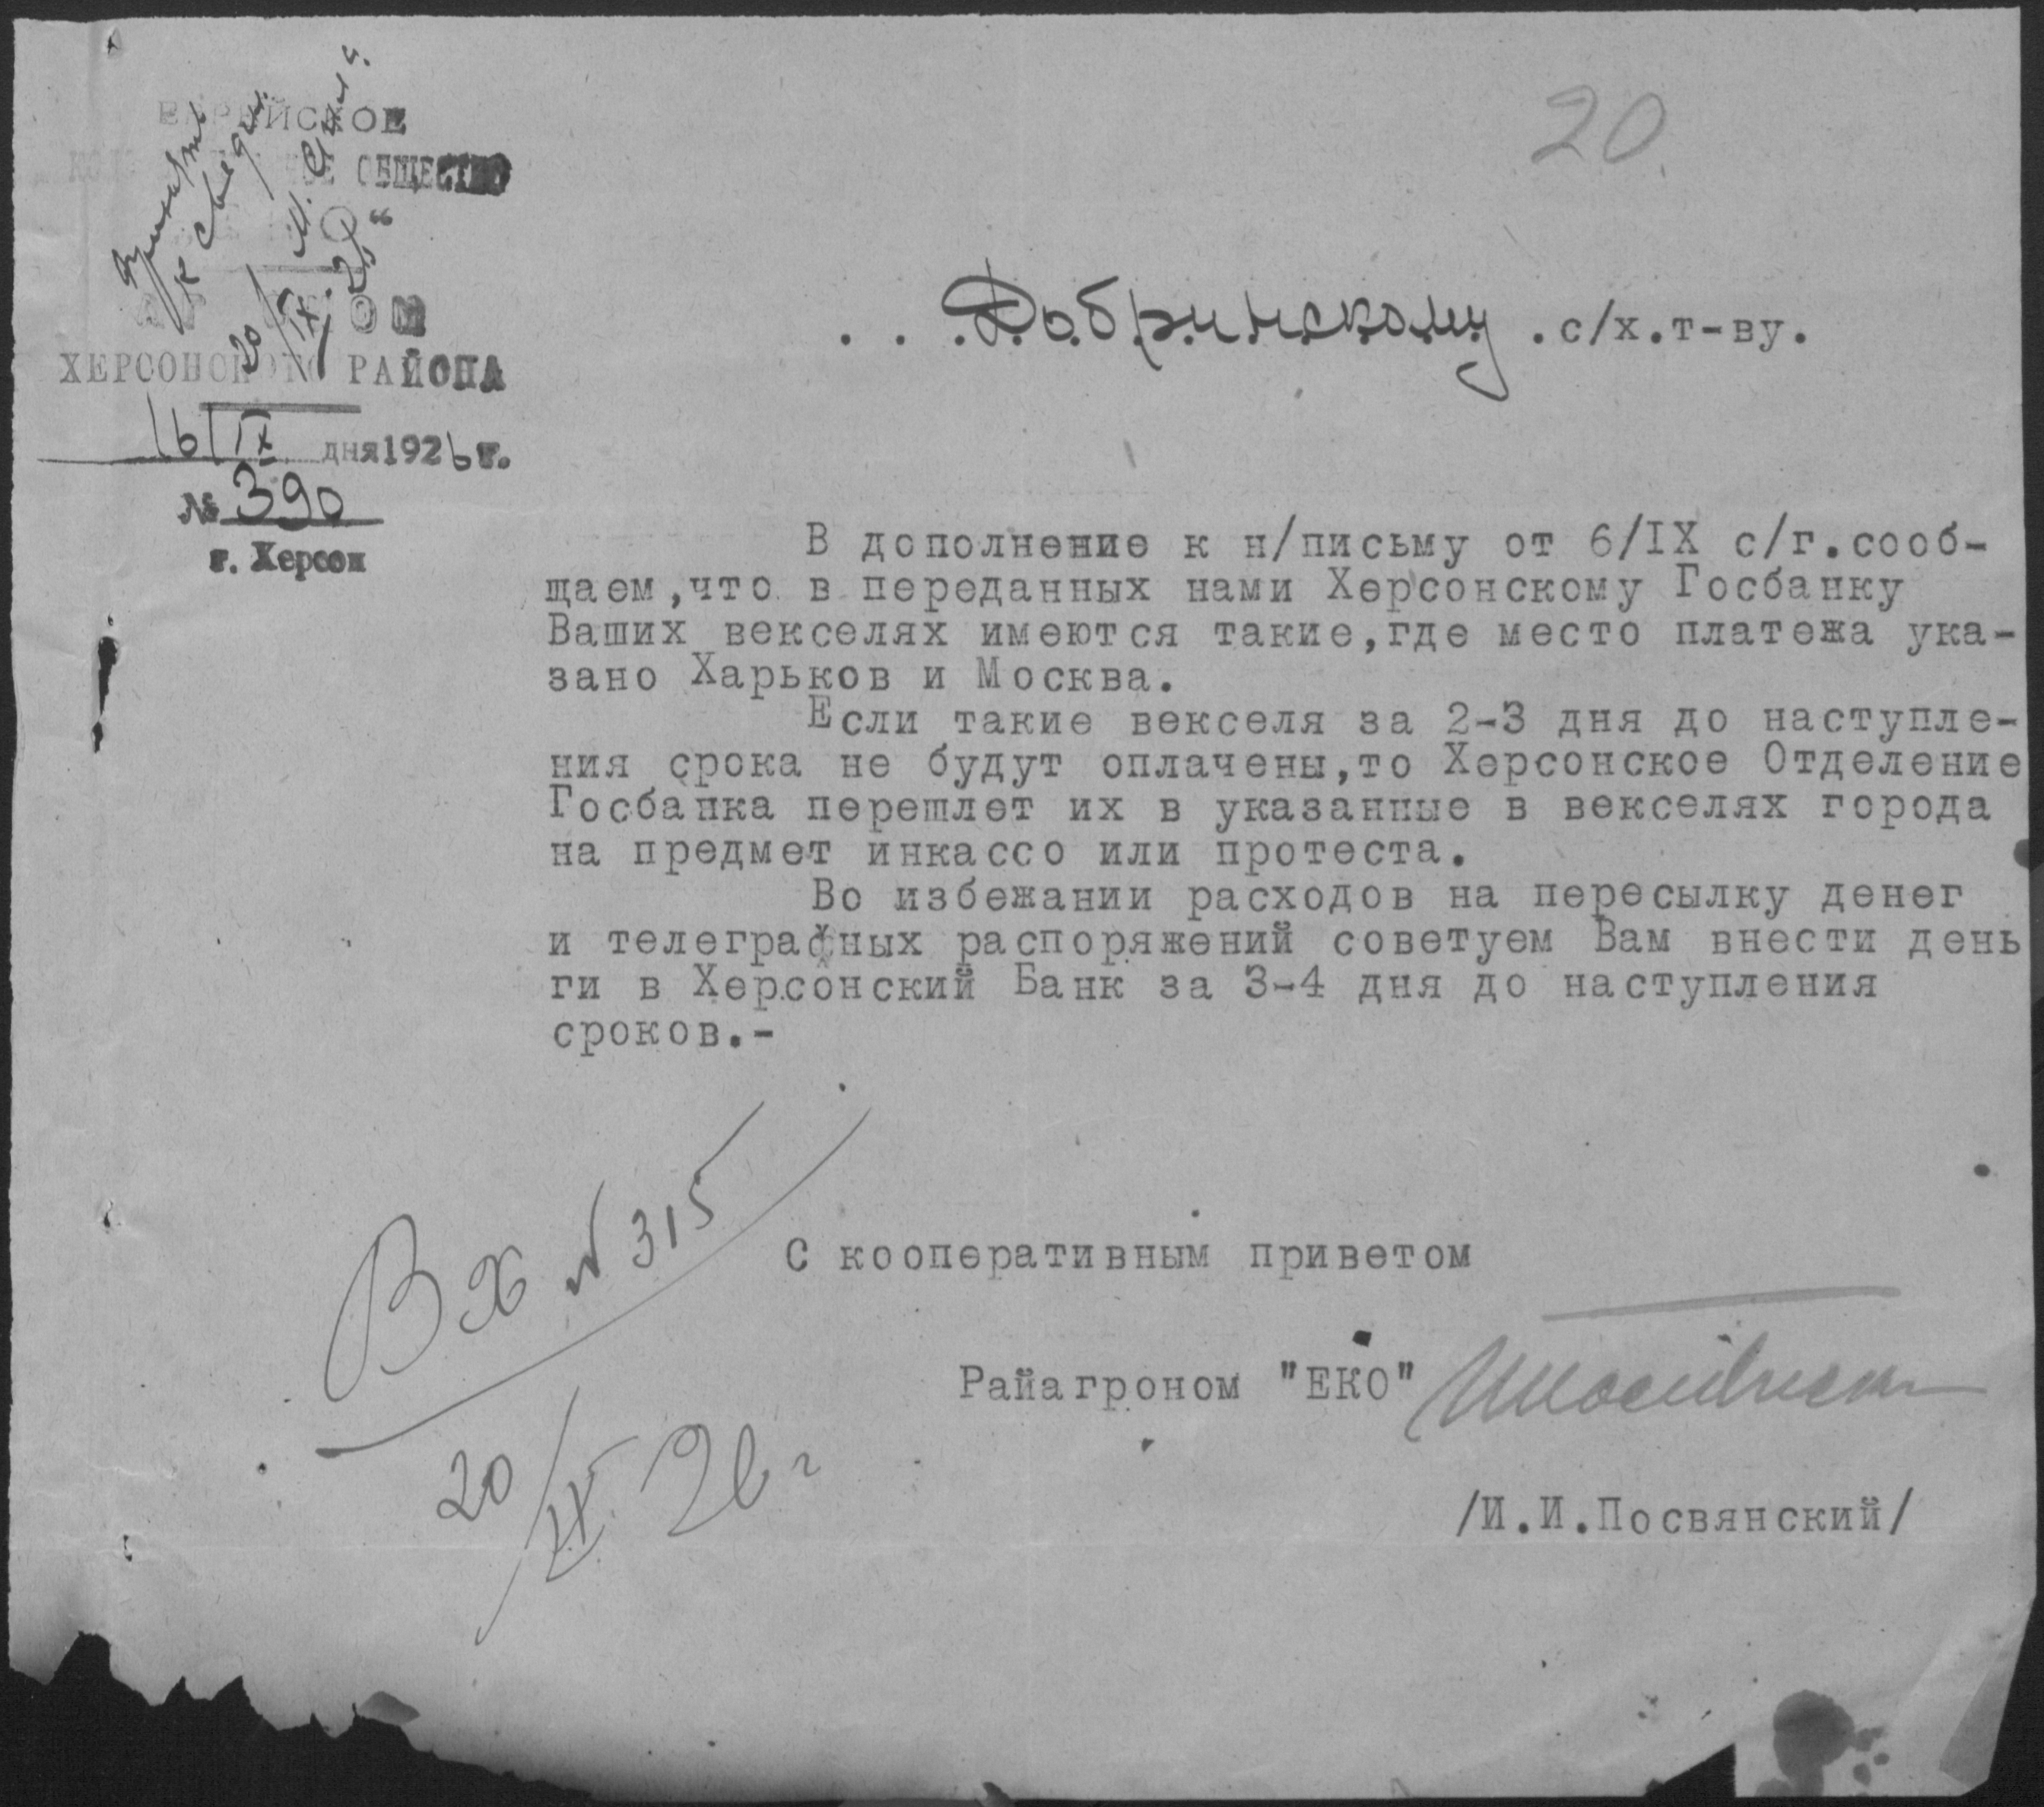 20
ЕВРЕЙСКОЕ
ОБЩЕСТВО
ХЕРСОНСКОГО РАЙОНА
16/IX дня 1926 г.
№ 390
г. Херсон
принять
к сведен.
20/IX
. . .Добринскому .с/х.т-ву.
В дополнение к н/письму от 6/IX с/г.сооб-
щаем,что в переданных нами Херсонскому Госбанку
Ваших векселях имеются такие,где место платежа ука-
зано Харьков и Москва.
Если такие векселя за 2-3 дня до наступле-
ния срока не будут оплачены,то Херсонское Отделение
Госбанка перешлет их в указанные в векселях города
на предмет инкассо или протеста.
Во избежании расходов на пересылку денег
и телеграфных распоряжений советуем Вам внести день
ги в Херсонский Банк за 3-4 дня до наступления
сроков.-
Вх № 315
20/IX 26 г
С кооперативным приветом
Райагроном "ЕКО"
/И.И.Посвянский/